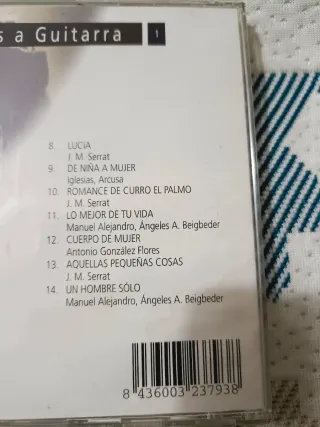 s a Guitarra 1
8. LUCÍA
J. M. Serrat
9. DE NIÑA A MUJER
Iglesias, Arcusa
10. ROMANCE DE CURRO EL PALMO
J. M. Serrat
11. LO MEJOR DE TU VIDA
Manuel Alejandro, Ángeles A. Beigbeder
12. CUERPO DE MUJER
Antonio González Flores
13. AQUELLAS PEQUEÑAS COSAS
J. M. Serrat
14. UN HOMBRE SÓLO
Manuel Alejandro, Ángeles A. Beigbeder
8 436003 237938